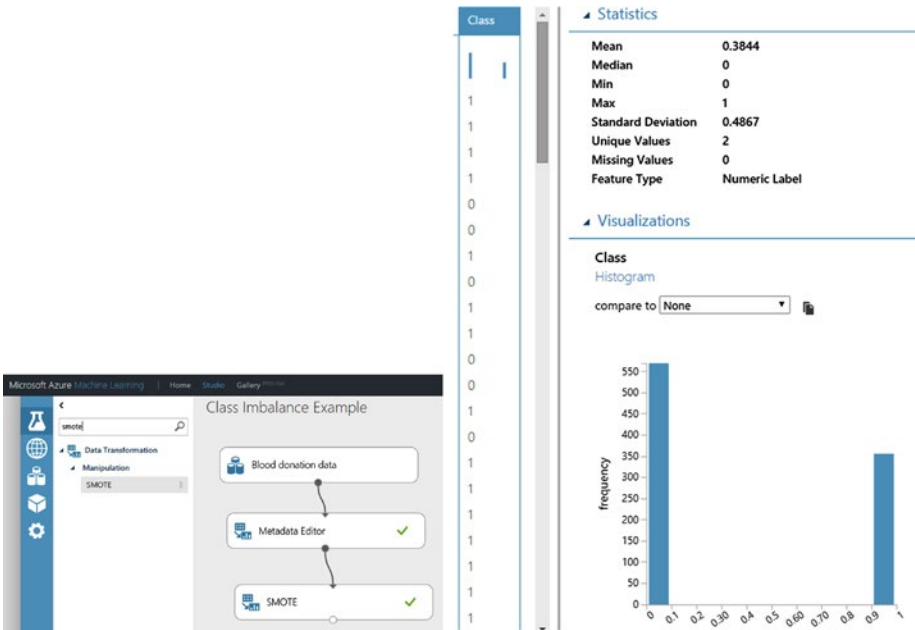 Microsoft Azure Machine Learning | Home Studio Gallery
smote
Data Transformation
Manipulation
SMOTE
Class Imbalance Example
Blood donation data
Metadata Editor
SMOTE
Class
1
1
1
1
0
0
1
0
1
1
0
0
1
0
1
1
1
1
1
1
1
Statistics
Mean 0.3844
Median 0
Min 0
Max 1
Standard Deviation 0.4867
Unique Values 2
Missing Values 0
Feature Type Numeric Label
Visualizations
Class
Histogram
compare to None
frequency
550
500
450
400
350
300
250
200
150
100
50
0
0 0.1 0.2 0.30 0.4 0.5 0.60 0.70 0.8 0.9 1